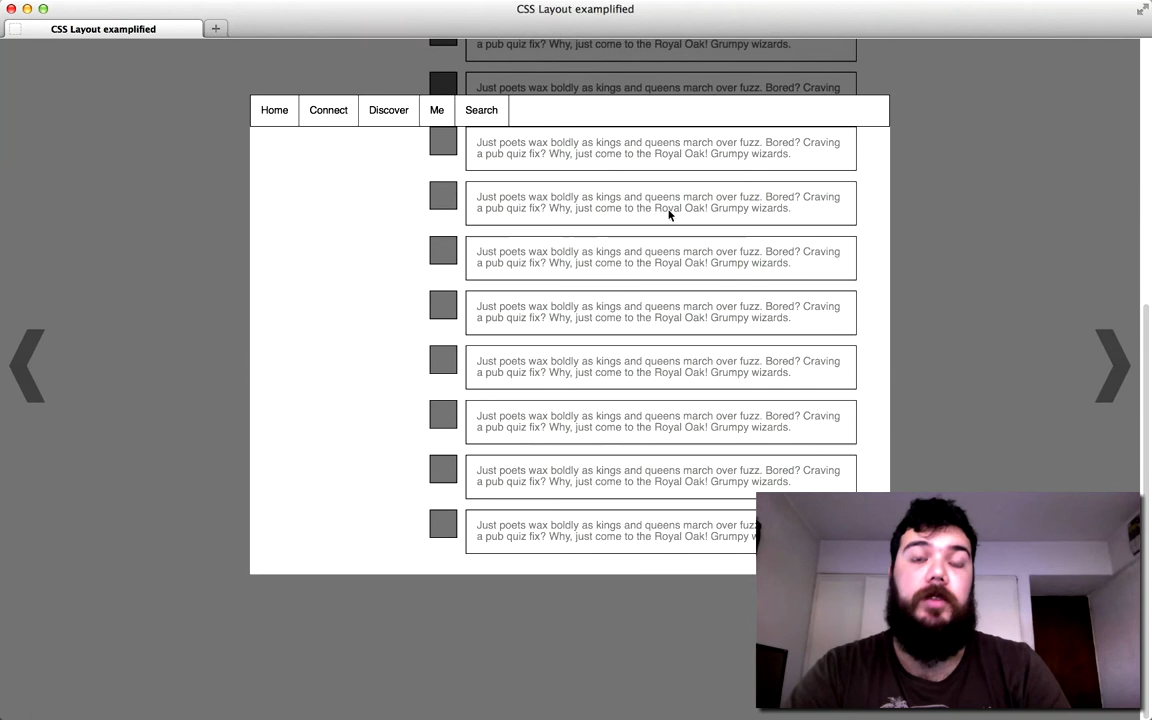 CSS Layout examplified
CSS Layout examplified
a pub quiz fix? Why, just come to the Royal Oak! Grumpy wizards.
Just poets wax boldly as kings and queens march over fuzz. Bored? Craving
Home Connect Discover Me Search
Just poets wax boldly as kings and queens march over fuzz. Bored? Craving
a pub quiz fix? Why, just come to the Royal Oak! Grumpy wizards.
Just poets wax boldly as kings and queens march over fuzz. Bored? Craving
a pub quiz fix? Why, just come to the Royal Oak! Grumpy wizards.
Just poets wax boldly as kings and queens march over fuzz. Bored? Craving
a pub quiz fix? Why, just come to the Royal Oak! Grumpy wizards.
Just poets wax boldly as kings and queens march over fuzz. Bored? Craving
a pub quiz fix? Why, just come to the Royal Oak! Grumpy wizards.
Just poets wax boldly as kings and queens march over fuzz. Bored? Craving
a pub quiz fix? Why, just come to the Royal Oak! Grumpy wizards.
Just poets wax boldly as kings and queens march over fuzz. Bored? Craving
a pub quiz fix? Why, just come to the Royal Oak! Grumpy wizards.
Just poets wax boldly as kings and queens march over fuzz. Bored? Craving
a pub quiz fix? Why, just come to the Royal Oak! Grumpy wizards.
Just poets wax boldly as kings and queens march over fuzz
a pub quiz fix? Why, just come to the Royal Oak! Grumpy